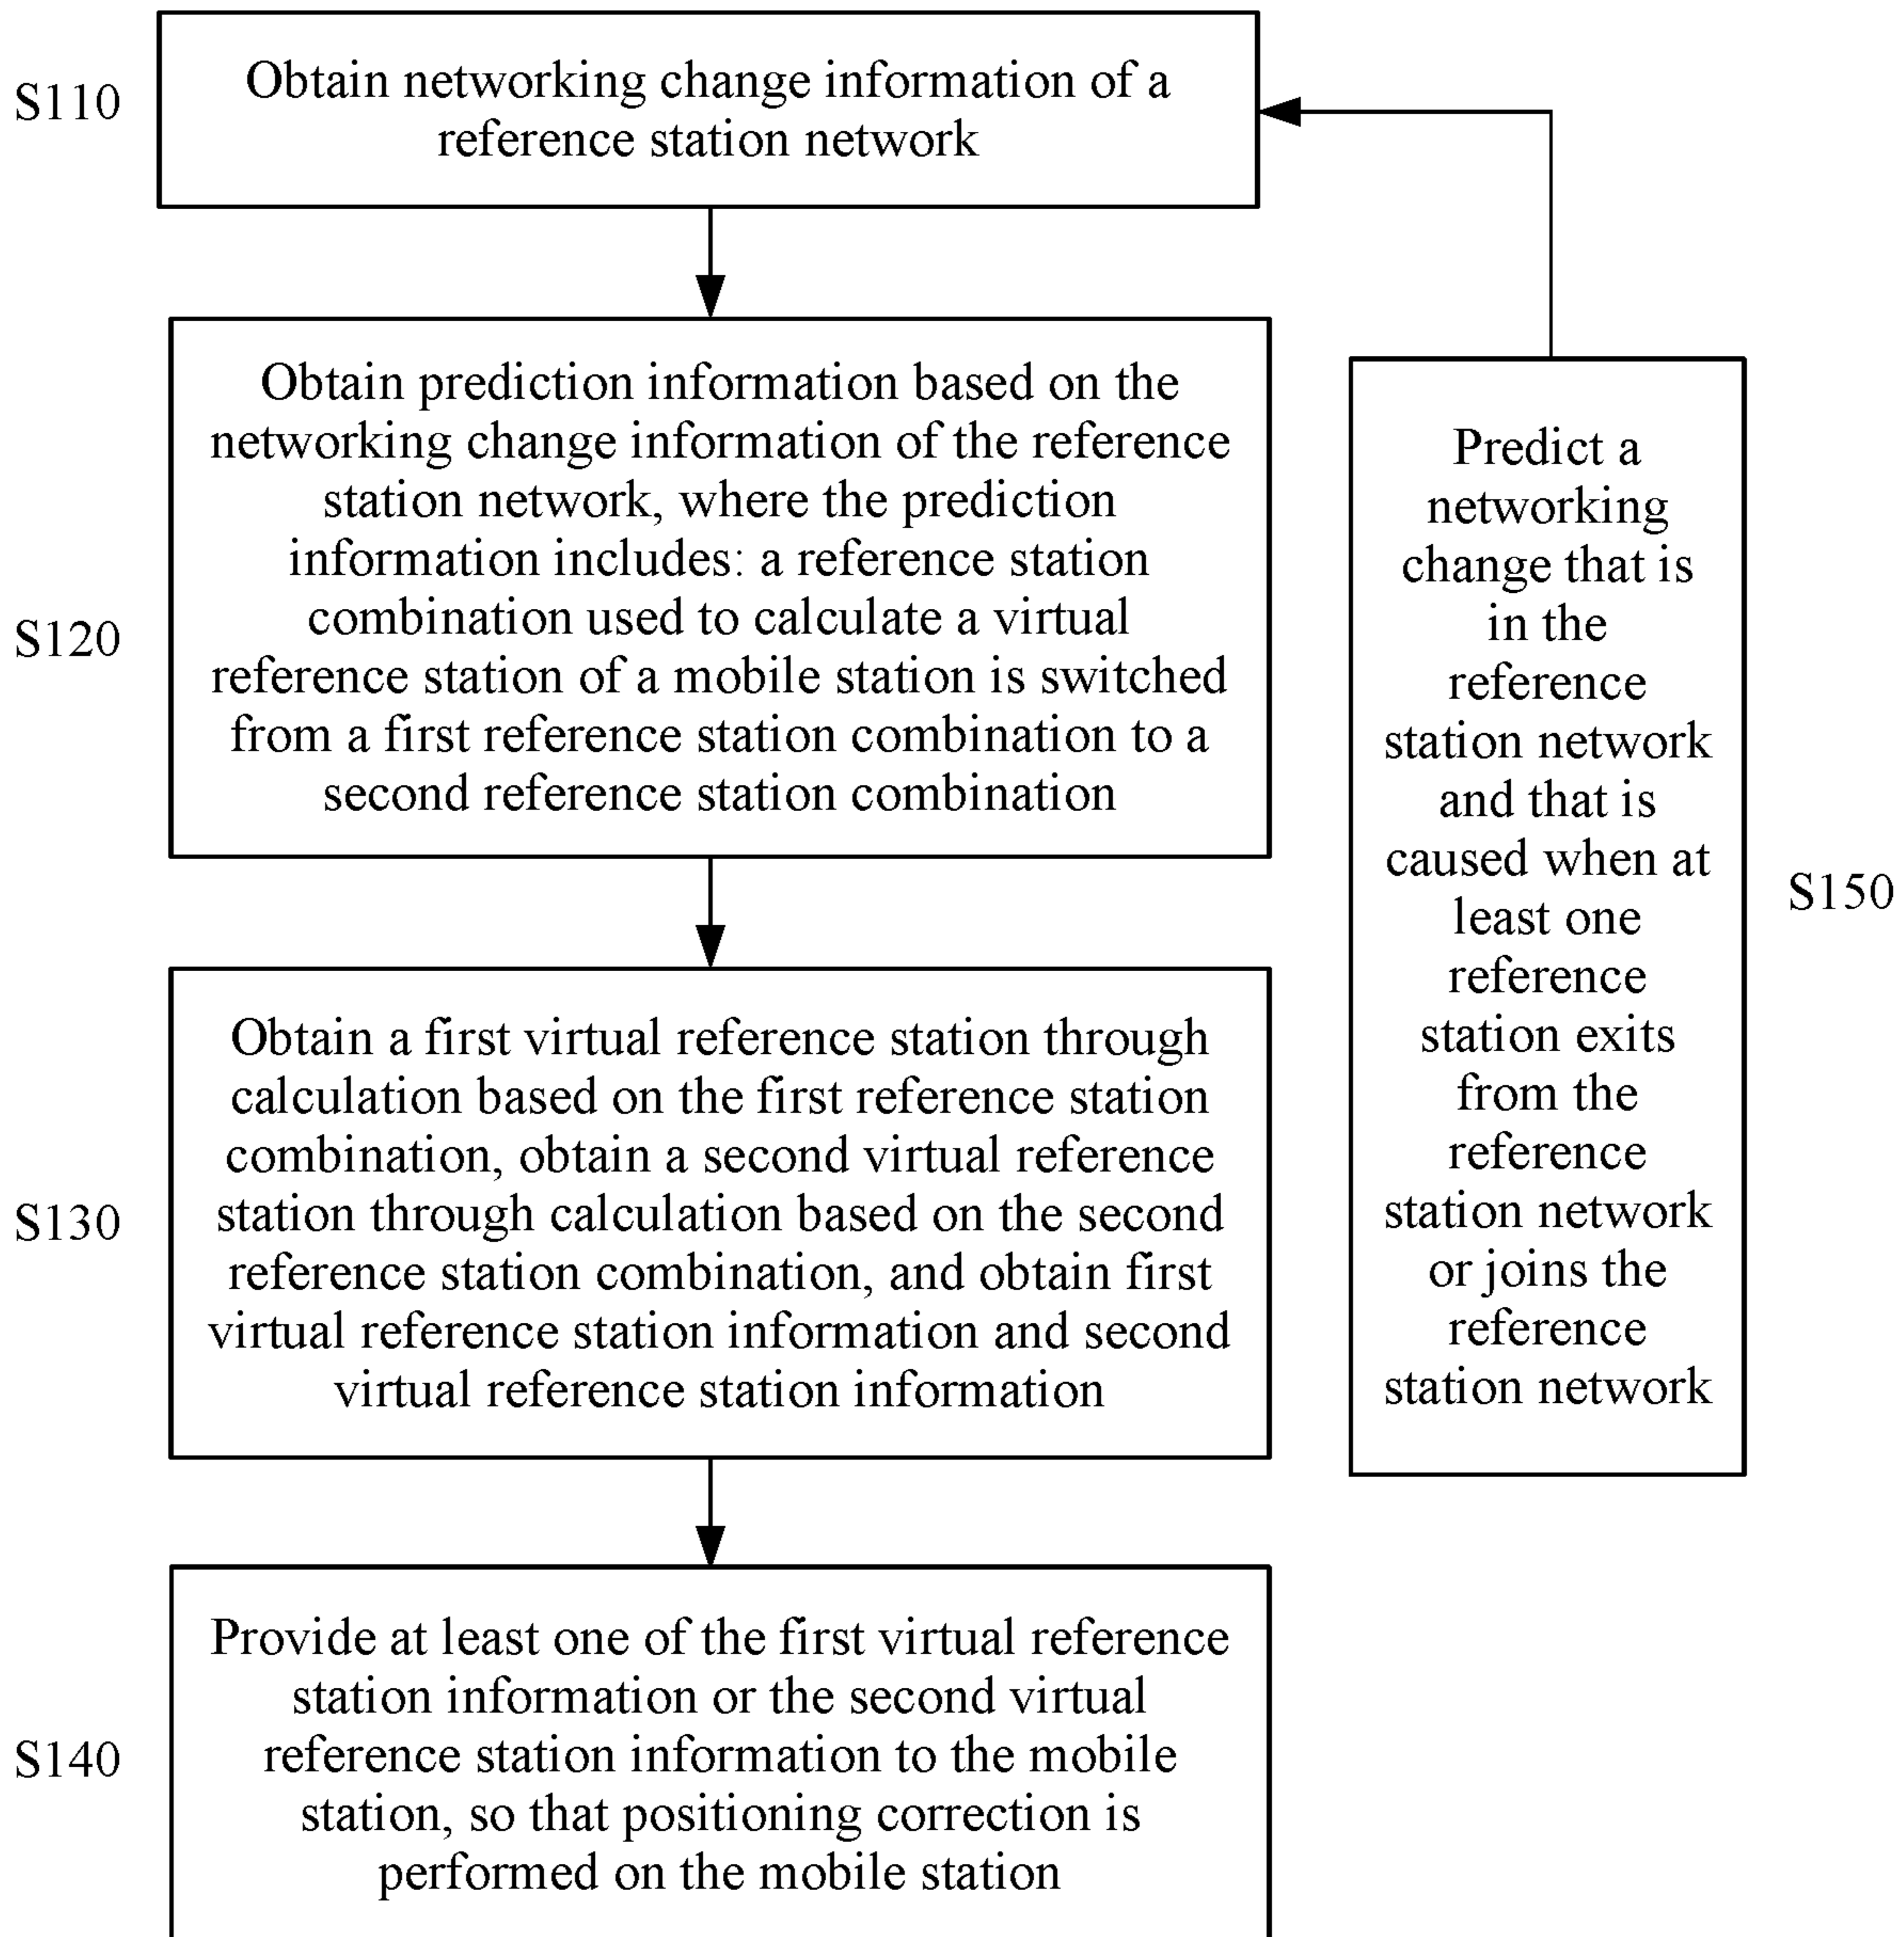 S110
Obtain networking change information of a
reference station network
S120
Obtain prediction information based on the
networking change information of the reference
station network, where the prediction
information includes: a reference station
combination used to calculate a virtual
reference station of a mobile station is switched
from a first reference station combination to a
second reference station combination
S130
Obtain a first virtual reference station through
calculation based on the first reference station
combination, obtain a second virtual reference
station through calculation based on the second
reference station combination, and obtain first
virtual reference station information and second
virtual reference station information
S140
Provide at least one of the first virtual reference
station information or the second virtual
reference station information to the mobile
station, so that positioning correction is
performed on the mobile station
Predict a
networking
change that is
in the
reference
station network
and that is
caused when at
least one
reference
station exits
from the
reference
station network
or joins the
reference
station network
S150